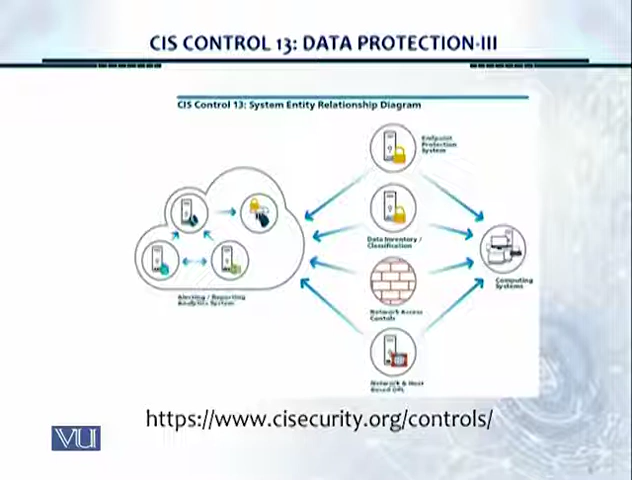 CIS CONTROL 13: DATA PROTECTION-III
CIS Control 13: System Entity Relationship Diagram
Endpoint
Protection
System
Data Inventory /
Classification
Computing
Systems
Alerting / Reporting
Analytics System
Network Access
Controls
Network & Host
Based DPL
https://www.cisecurity.org/controls/
VU